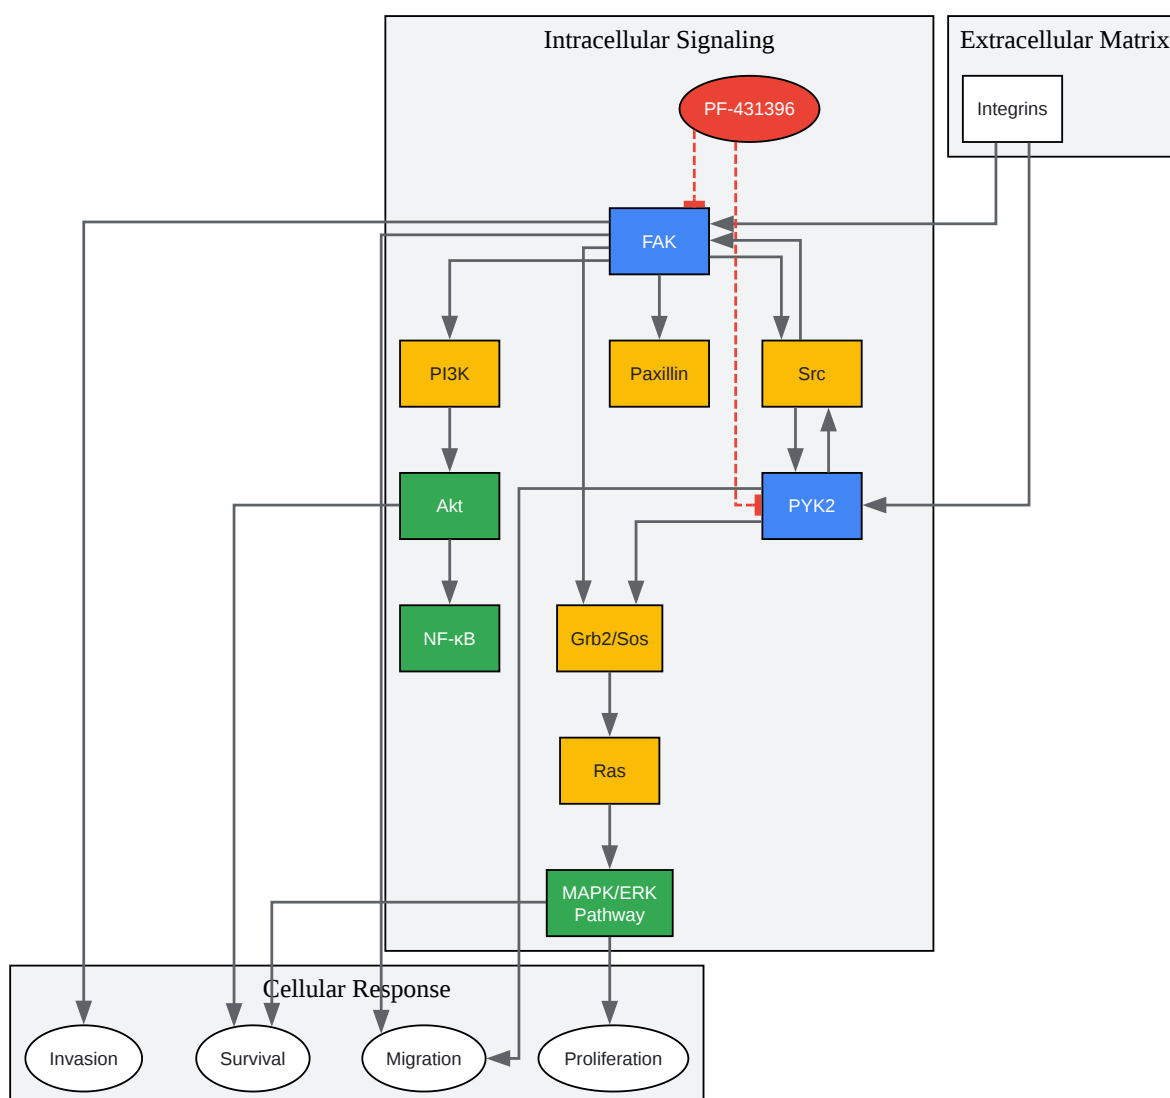 Intracellular Signaling
Extracellular Matrix
PF-431396
Integrins
FAK
PI3K
Paxillin
Src
Akt
PYK2
NF-κB
Grb2/Sos
Ras
MAPK/ERK
Pathway
Cellular Response
Invasion
Survival
Migration
Proliferation